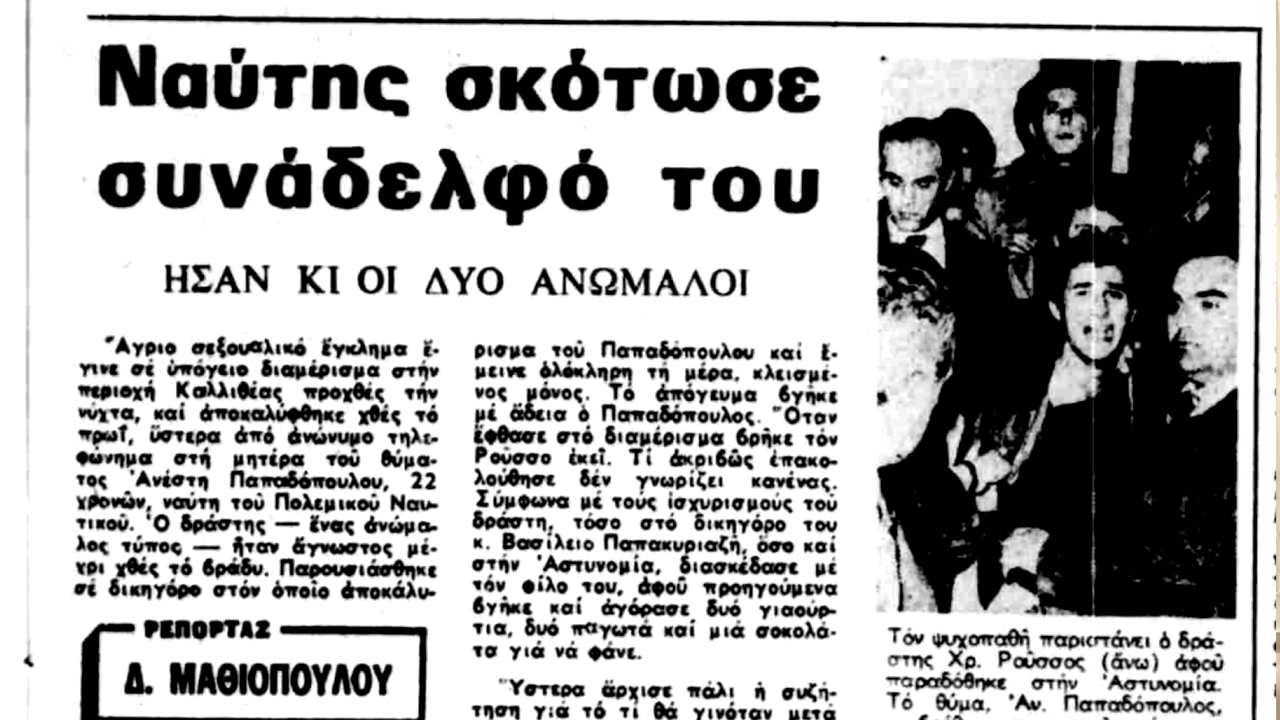 Ναύτης σκότωσε
συνάδελφό του
ΗΣΑΝ ΚΙ ΟΙ ΔΥΟ ΑΝΩΜΑΛΟΙ
Ἄγριο σεξουαλικό ἔγκλημα ἔ-
γινε σέ ὑπόγειο διαμέρισμα στήν
περιοχή Καλλιθέας προχθές τήν
νύχτα, καί ἀποκαλύφθηκε χθές τό
πρωΐ, ὕστερα ἀπό ἀνώνυμο τηλε-
φώνημα στή μητέρα τοῦ θύμα-
τος Ἀνέστη Παπαδόπουλου, 22
χρονῶν, ναύτη τοῦ Πολεμικοῦ Ναυ-
τικοῦ. Ὁ δράστης — ἕνας ἀνώμα-
λος τύπος — ἦταν ἄγνωστος μέ-
χρι χθές τό βράδυ. Παρουσιάσθηκε
σέ δικηγόρο στόν ὁποῖο ἀποκάλυ-
ΡΕΠΟΡΤΑΖ
Δ. ΜΑΘΙΟΠΟΥΛΟΥ
ρισμα τοῦ Παπαδόπουλου καί ἔ-
μεινε ὁλόκληρη τή μέρα, κλεισμέ-
νος μόνος. Τό ἀπόγευμα βγῆκε
μέ ἄδεια ὁ Παπαδόπουλος. Ὅταν
ἔφθασε στό διαμέρισμα βρῆκε τόν
Ροῦσσο ἐκεῖ. Τί ἀκριβῶς ἐπακο-
λούθησε δέν γνωρίζει κανένας.
Σύμφωνα μέ τούς ἰσχυρισμούς τοῦ
δράστη, τόσο στό δικηγόρο του
κ. Βασίλειο Παπακυριαζῆ, ὅσο καί
στήν Ἀστυνομία, διασκέδασε μέ
τόν φίλο του, ἀφοῦ προηγούμενα
βγῆκε καί ἀγόρασε δυό γιαούρ-
τια, δυό παγωτά καί μιά σοκολά-
τα γιά νά φάνε.
Ὕστερα ἄρχισε πάλι ἡ συζή-
τηση γιά τό τί θά γινόταν μετά
Τόν ψυχοπαθῆ παριστάνει ὁ δρά-
στης Χρ. Ροῦσσος (ἄνω) ἀφοῦ
παραδόθηκε στήν Ἀστυνομία.
Τό θύμα, Ἀν. Παπαδόπουλος,